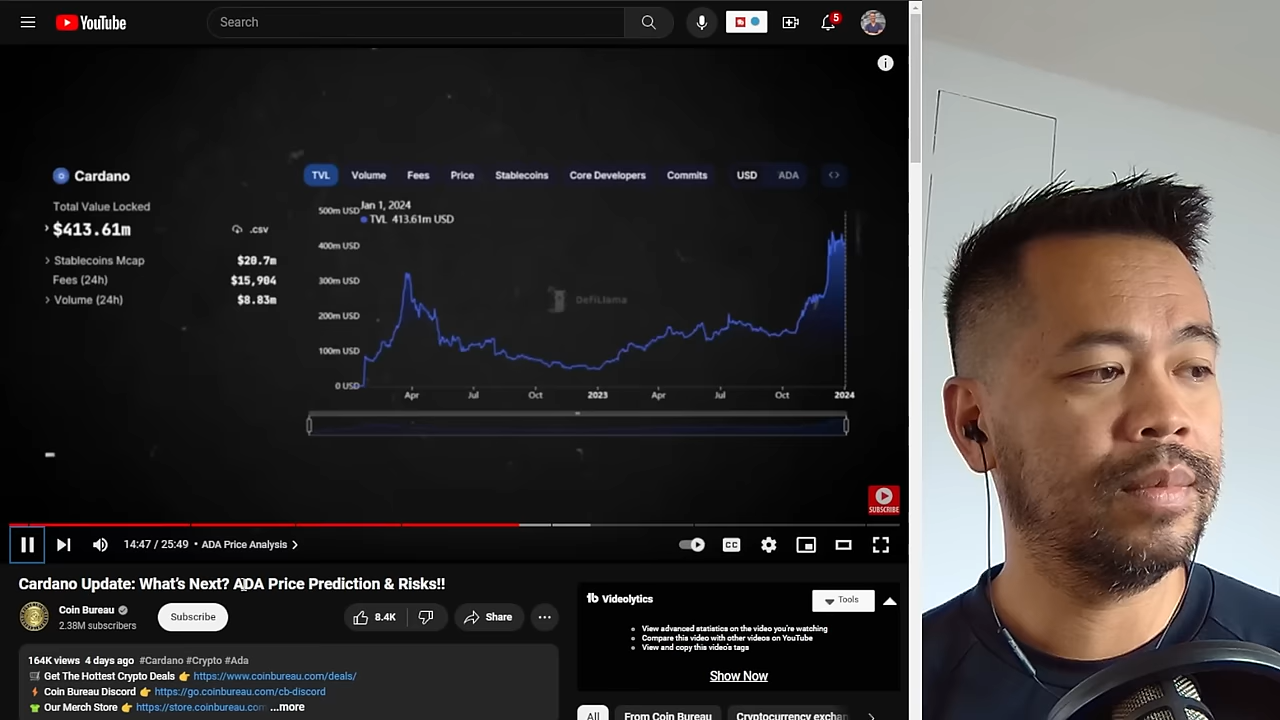 YouTube
Search
5
Cardano
Total Value Locked
$413.61m
.csv
Stablecoins Mcap $20.7m
Fees (24h) $15,904
Volume (24h) $8.83m
TVL Volume Fees Price Stablecoins Core Developers Commits USD ADA
Jan 1, 2024
TVL 413.61m USD
500m USD
400m USD
300m USD
200m USD
100m USD
0 USD
DefiLlama
Apr Jul Oct 2023 Apr Jul Oct 2024
SUBSCRIBE
14:47 / 25:49 • ADA Price Analysis
CC
Cardano Update: What's Next? ADA Price Prediction & Risks!!
Coin Bureau
2.38M subscribers
Subscribe
8.4K
Share
164K views 4 days ago #Cardano #Crypto #Ada
Get The Hottest Crypto Deals 👉 https://www.coinbureau.com/deals/
Coin Bureau Discord 👉 https://go.coinbureau.com/cb-discord
Our Merch Store 👉 https://store.coinbureau.com ...more
tb Videolytics
Tools
View advanced statistics on the video you're watching
Compare this video with other videos on YouTube
View and copy this video's tags
Show Now
All From Coin Bureau Cryptocurrency exchan